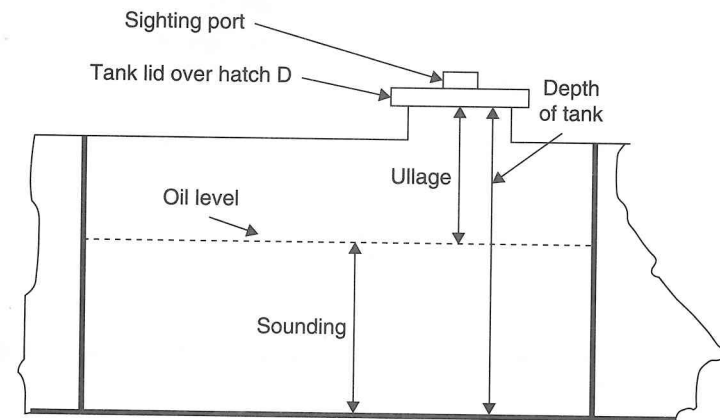 Sighting port
Tank lid over hatch D
Depth
of tank
Ullage
Oil level
Sounding